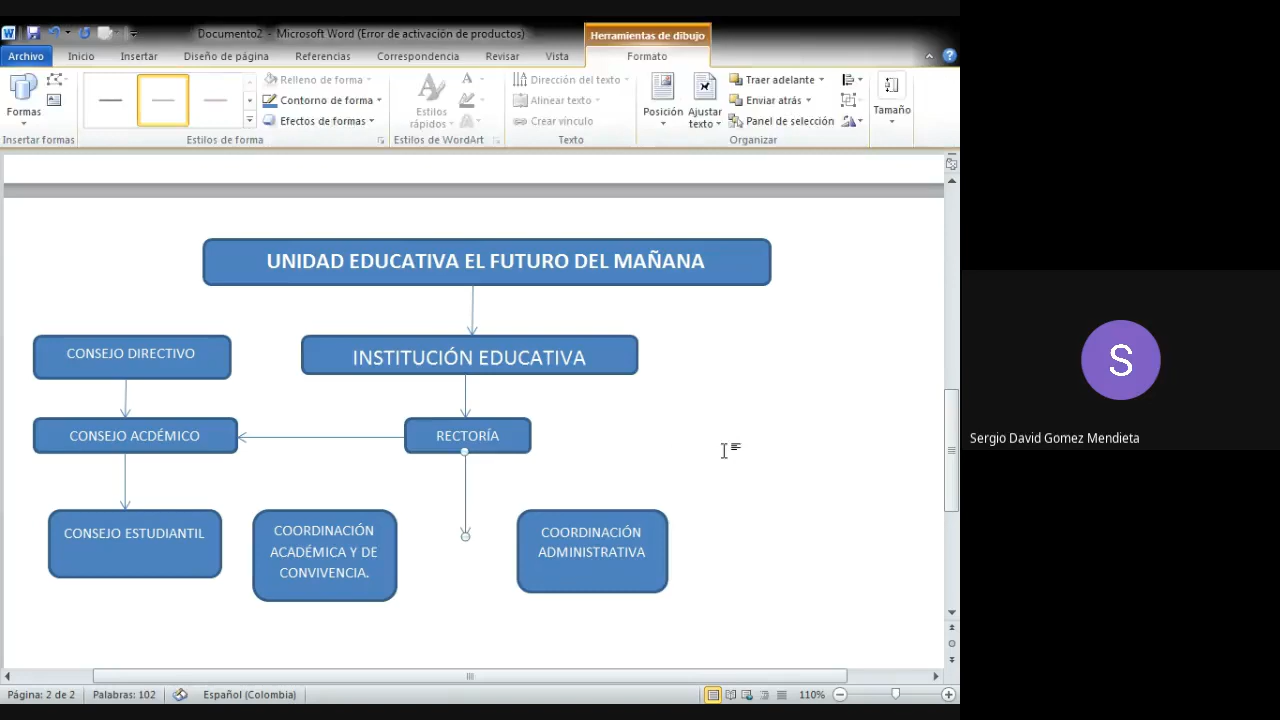 Documento2 - Microsoft Word (Error de activación de productos)
Herramientas de dibujo
Archivo Inicio Insertar Diseño de página Referencias Correspondencia Revisar Vista Formato
Formas
Insertar formas
Relleno de forma
Contorno de forma
Efectos de formas
Estilos de forma
Estilos rápidos
Estilos de WordArt
Dirección del texto
Alinear texto
Crear vínculo
Texto
Posición
Ajustar texto
Traer adelante
Enviar atrás
Panel de selección
Organizar
Tamaño
UNIDAD EDUCATIVA EL FUTURO DEL MAÑANA
CONSEJO DIRECTIVO
INSTITUCIÓN EDUCATIVA
CONSEJO ACDÉMICO
RECTORÍA
CONSEJO ESTUDIANTIL
COORDINACIÓN
ACADÉMICA Y DE
CONVIVENCIA.
COORDINACIÓN
ADMINISTRATIVA
S
Sergio David Gomez Mendieta
Página: 2 de 2 Palabras: 102 Español (Colombia) 110%